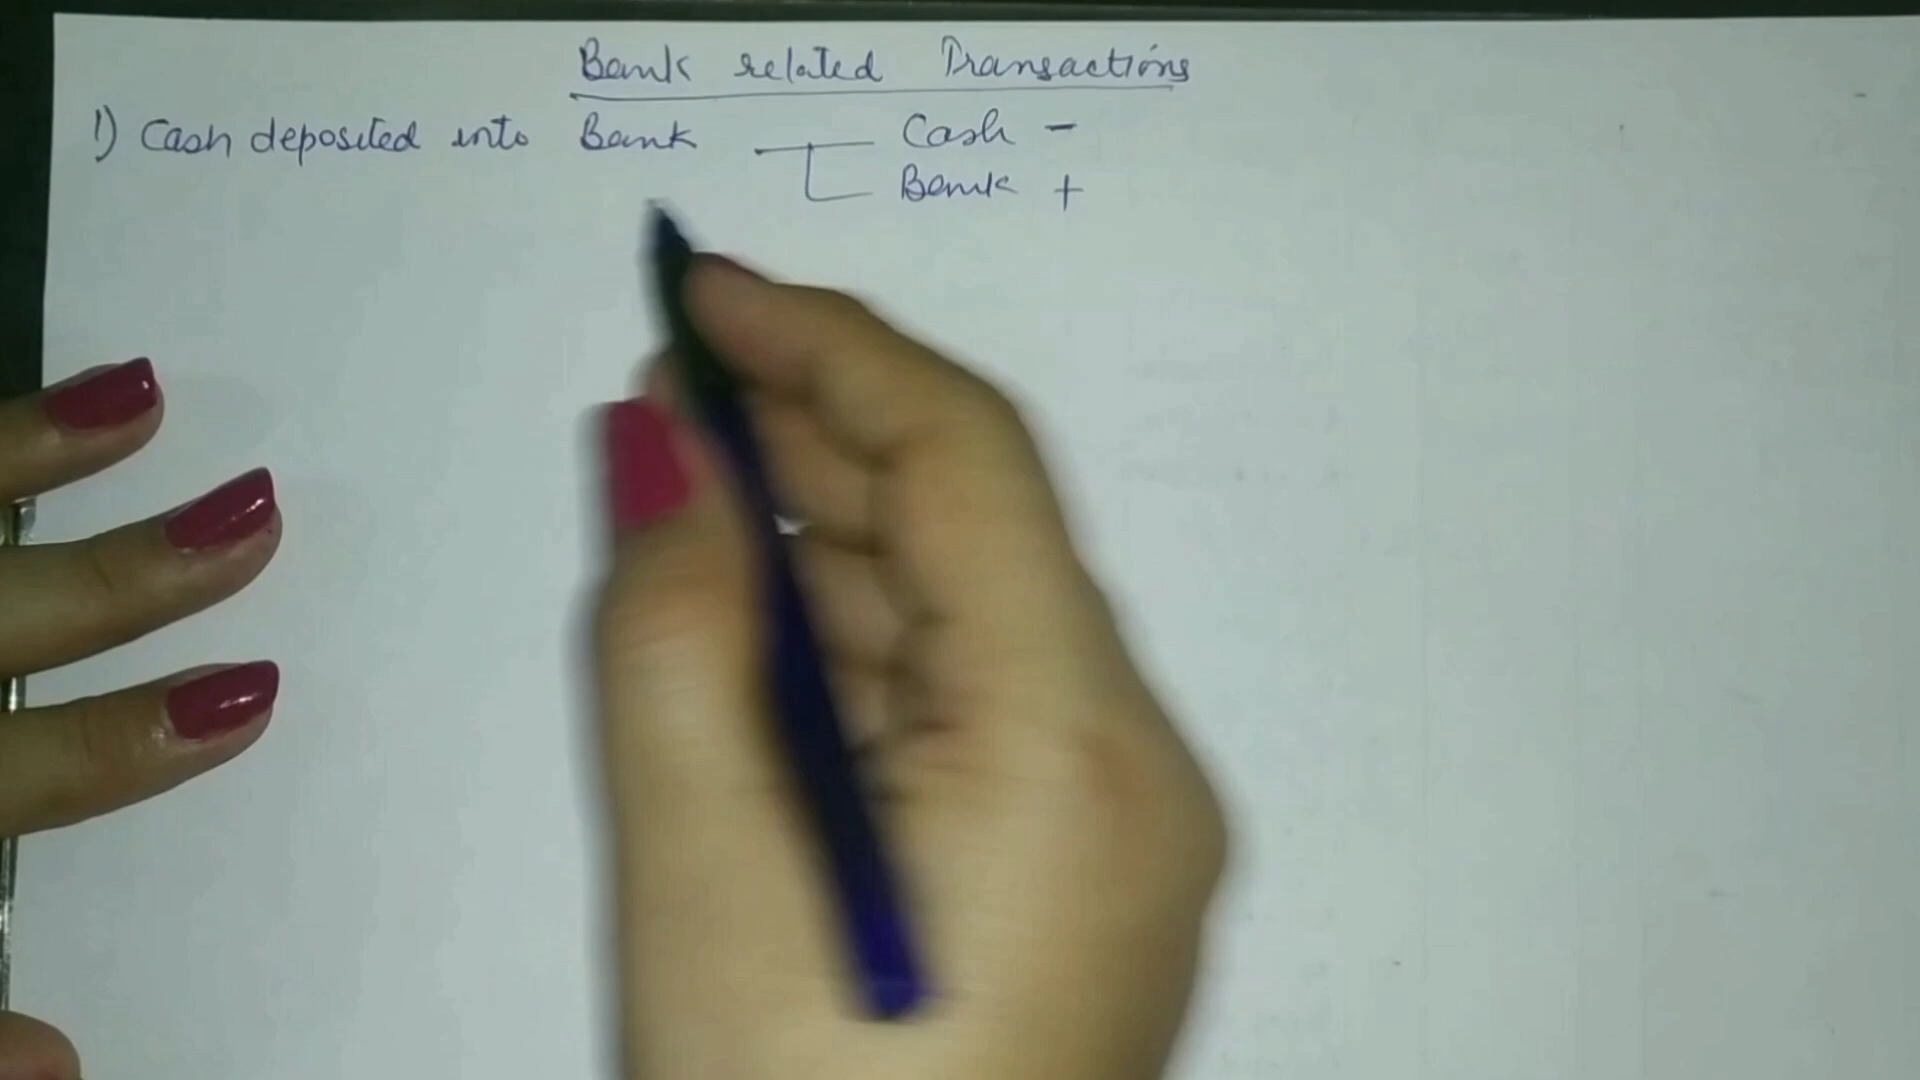 Bank related Transactions
1) Cash deposited into Bank Cash -
Bank +